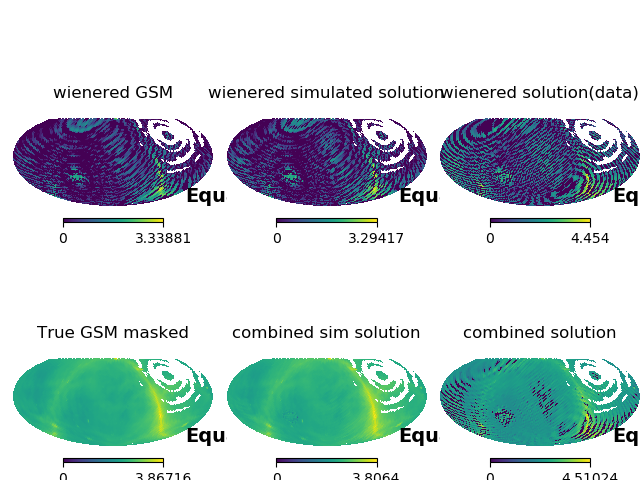 wienered GSM
wienered simulated solution
wienered solution(data)
Equ
Equ
Eq
0 3.33881
0 3.29417
0 4.454
True GSM masked
combined sim solution
combined solution
Equ
Equ
Eq
0 3.86716
0 3.8064
0 4.51024